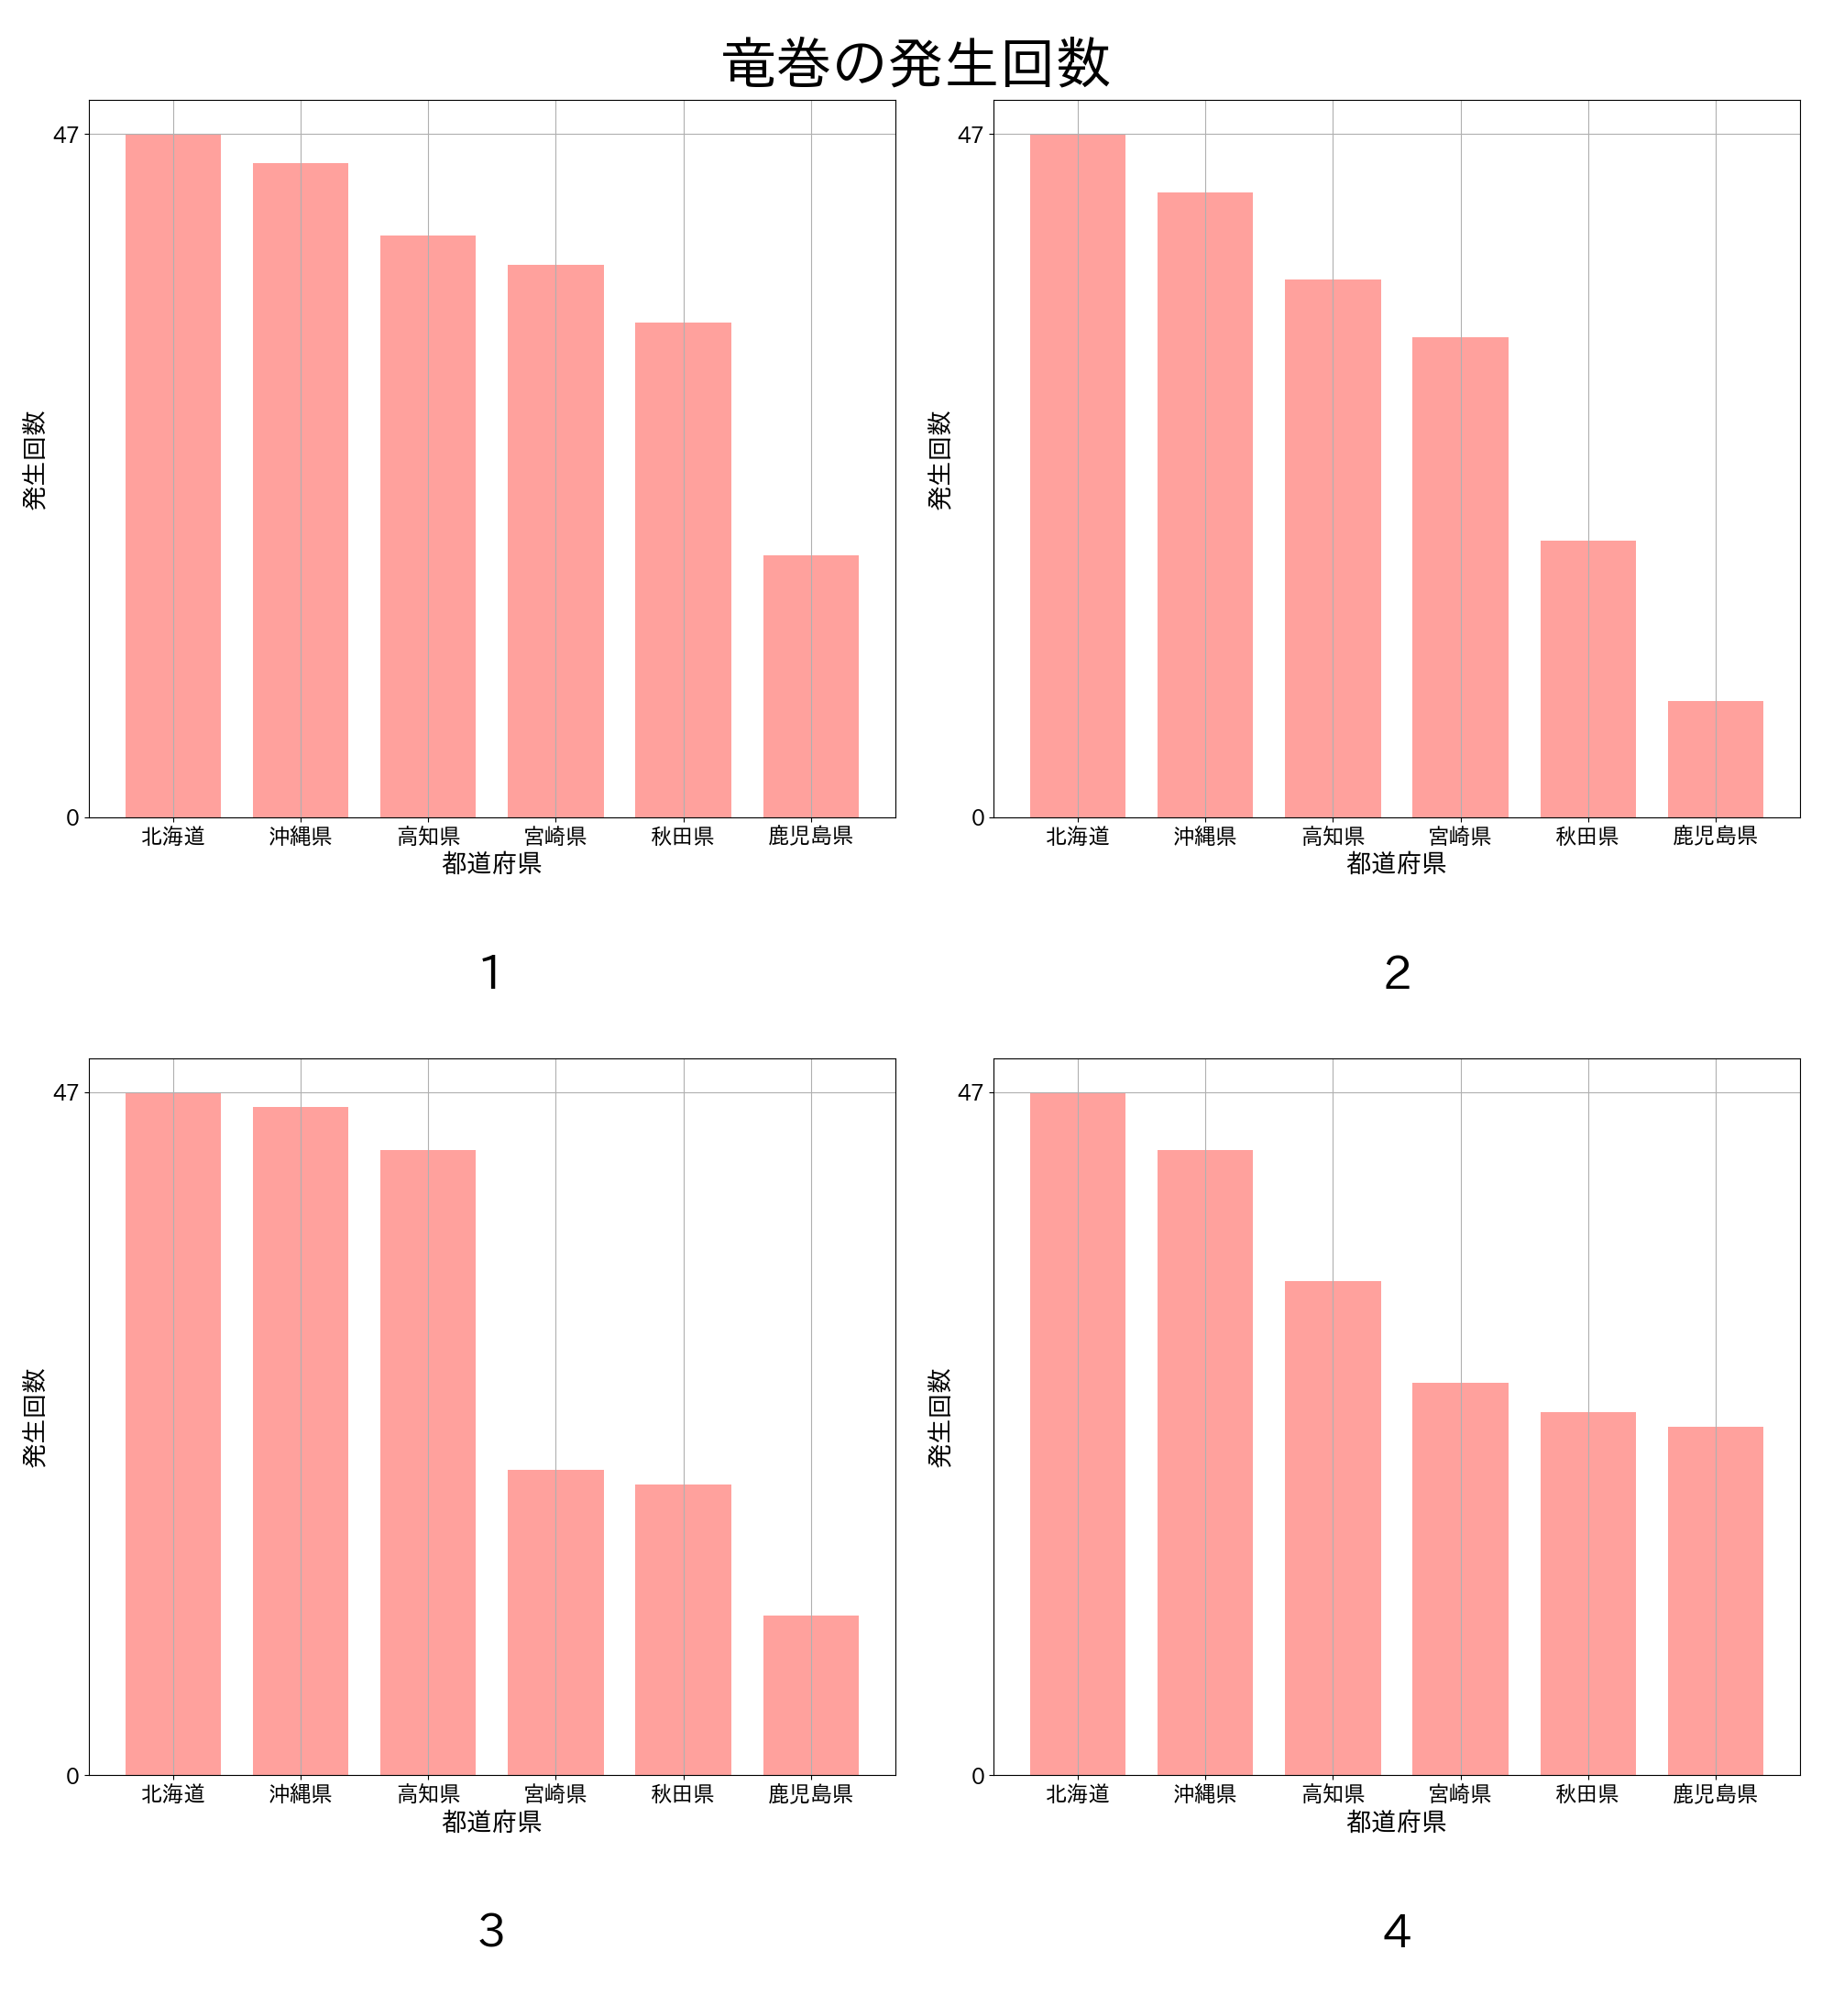 竜巻の発生回数
47
0
発生回数
北海道 沖縄県 高知県 宮崎県 秋田県 鹿児島県
都道府県
1
47
0
発生回数
北海道 沖縄県 高知県 宮崎県 秋田県 鹿児島県
都道府県
2
47
0
発生回数
北海道 沖縄県 高知県 宮崎県 秋田県 鹿児島県
都道府県
3
47
0
発生回数
北海道 沖縄県 高知県 宮崎県 秋田県 鹿児島県
都道府県
4